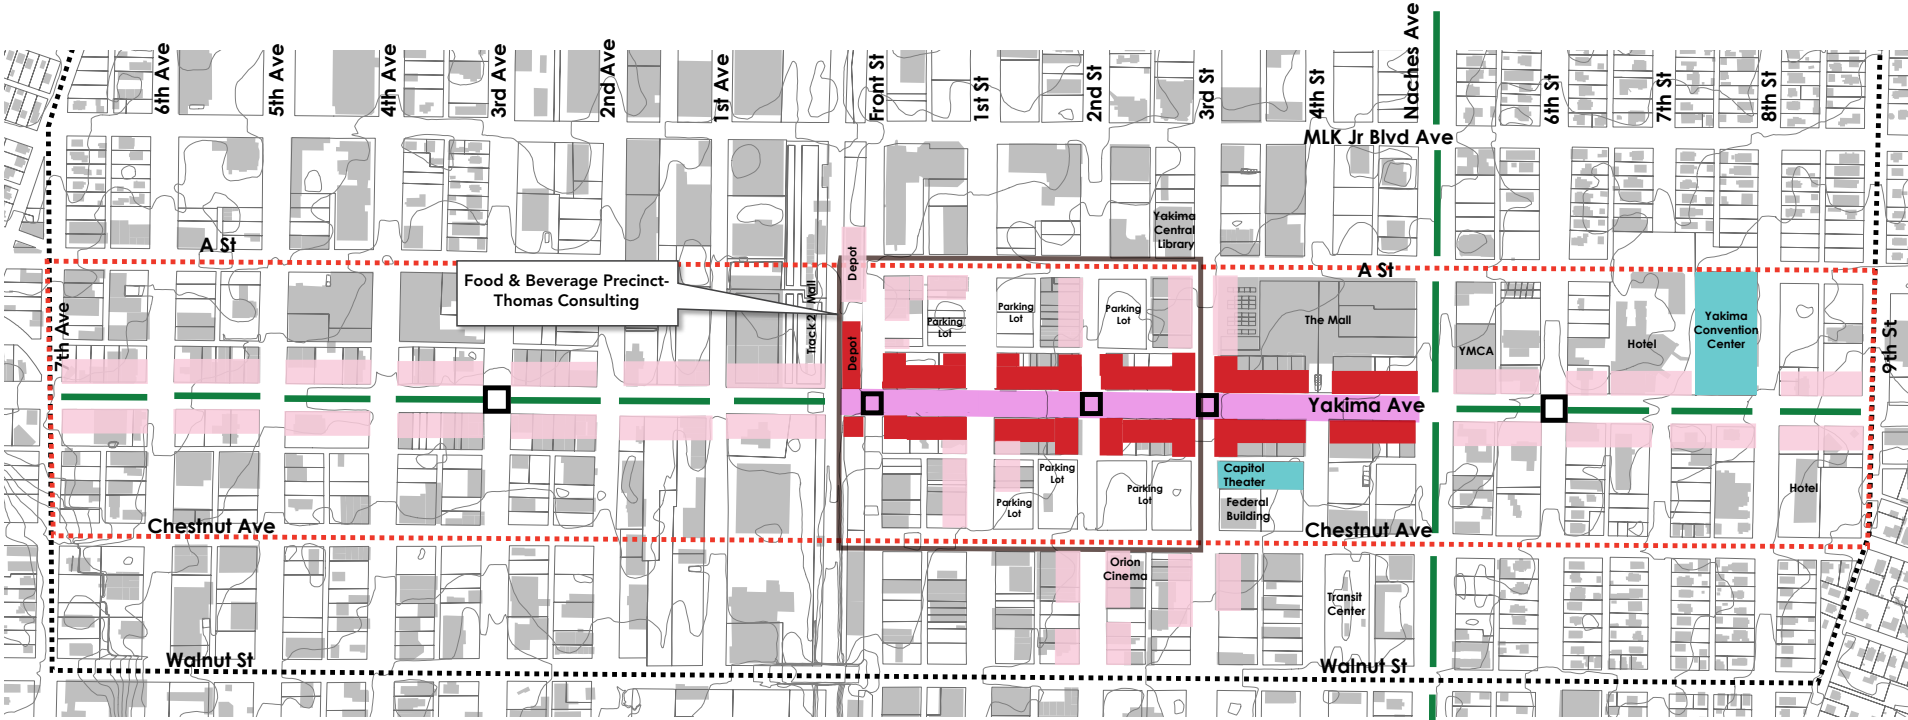 6th Ave
5th Ave
4th Ave
3rd Ave
2nd Ave
1st Ave
Front St
1st St
2nd St
3rd St
4th St
Naches Ave
6th St
7th St
8th St
MLK Jr Blvd Ave
Yakima
Central
Library
A St
A St
Depot
Food & Beverage Precinct-
Thomas Consulting
Track 2 Mall
7th Ave
Parking
Lot
Parking
Lot
Parking
Lot
The Mall
YMCA
Hotel
Yakima
Convention
Center
9th St
Depot
Yakima Ave
Capitol
Theater
Federal
Building
Parking
Lot
Parking
Lot
Parking
Lot
Hotel
Chestnut Ave
Chestnut Ave
Orion
Cinema
Transit
Center
Walnut St
Walnut St